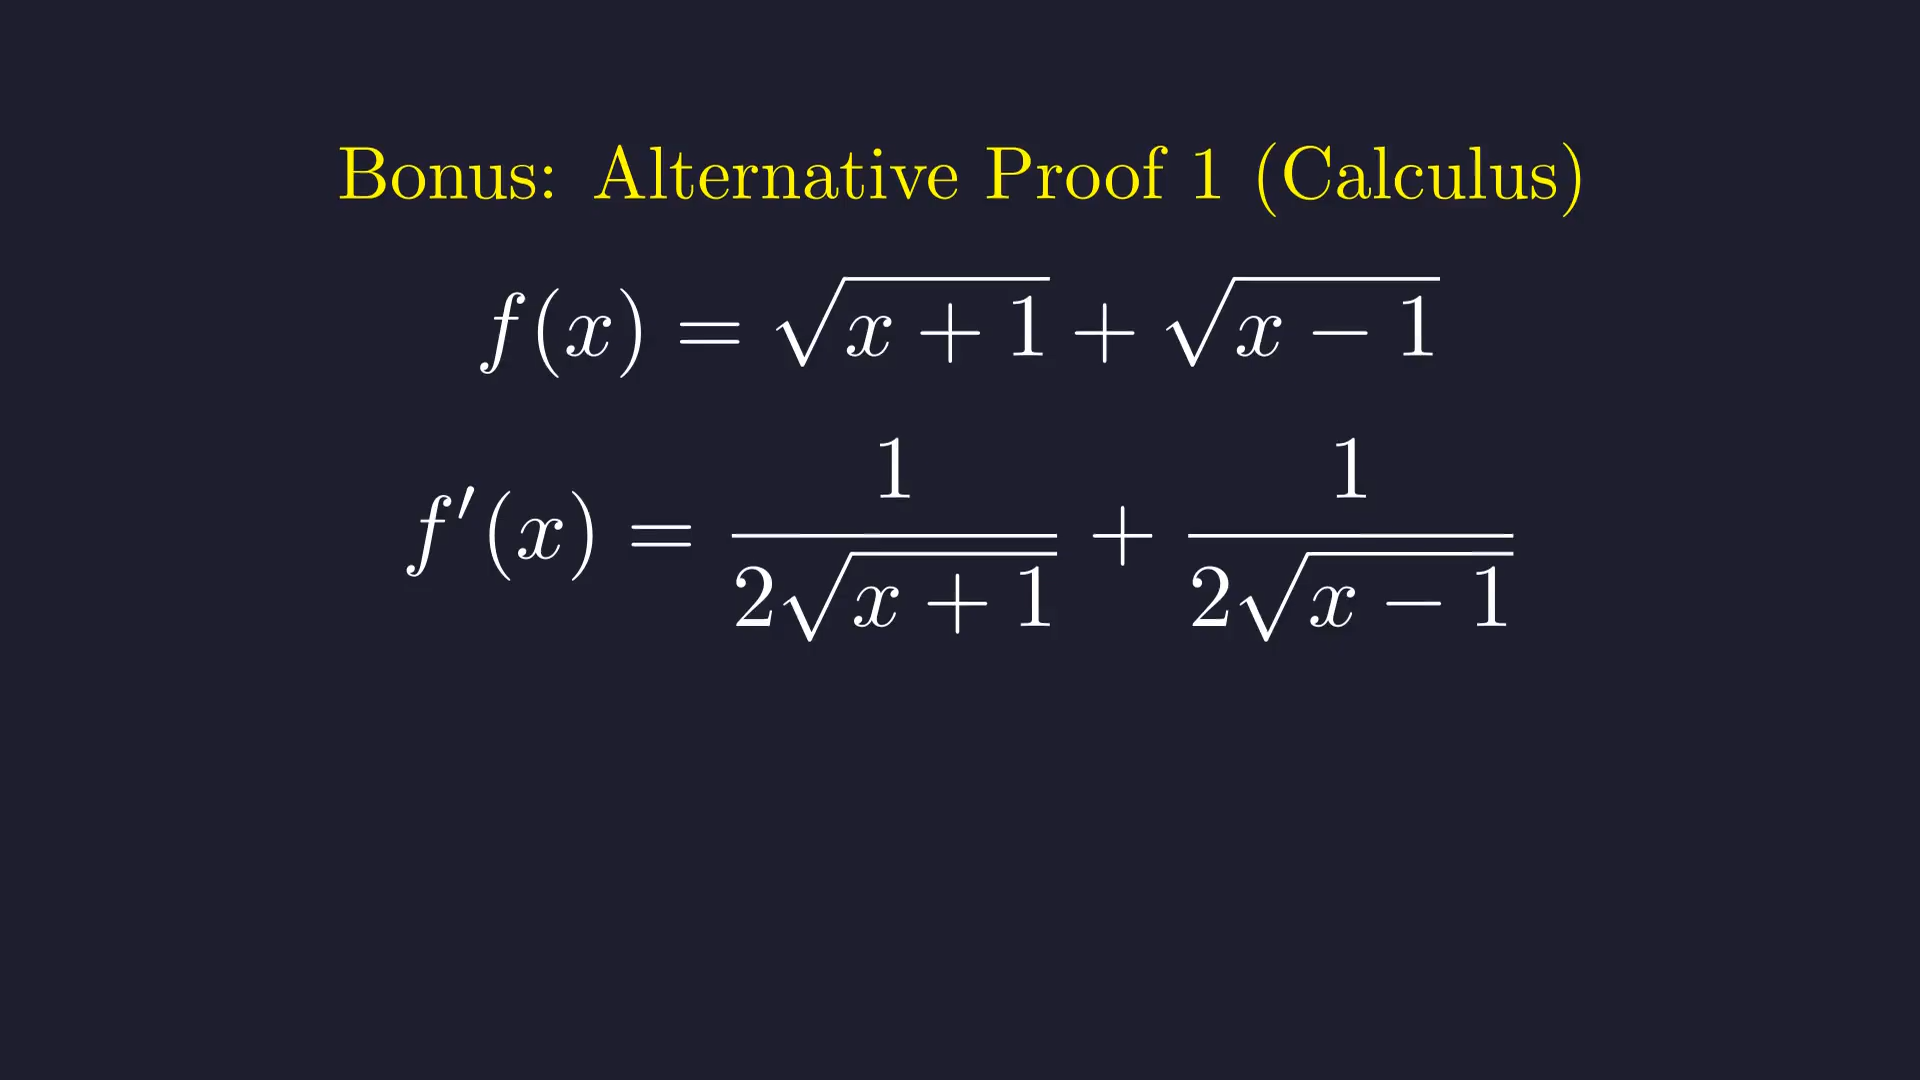 Bonus: Alternative Proof 1 (Calculus)
f(x) = √(x + 1) + √(x − 1)
f′(x) = 1/(2√(x + 1)) + 1/(2√(x − 1))